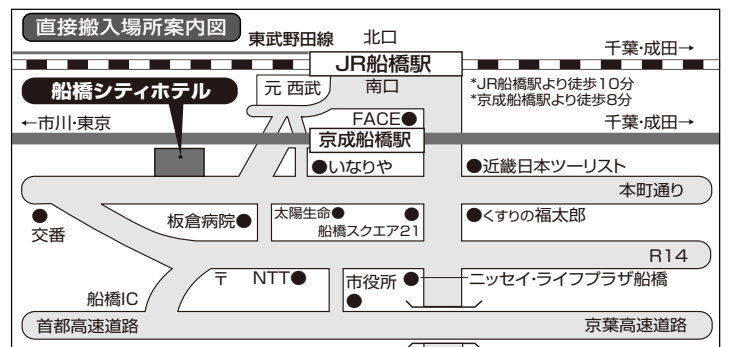 直接搬入場所案内図
東武野田線
北口
千葉・成田→
JR船橋駅
船橋シティホテル
元 西武
南口
*JR船橋駅より徒歩10分
*京成船橋駅より徒歩8分
←市川・東京
FACE●
千葉・成田→
京成船橋駅
●いなりや
●近畿日本ツーリスト
本町通り
●
交番
板倉病院●
太陽生命●
●
船橋スクエア21
●くすりの福太郎
R14
〒
NTT●
市役所
●
●
ニッセイ・ライフプラザ船橋
船橋IC
首都高速道路
京葉高速道路